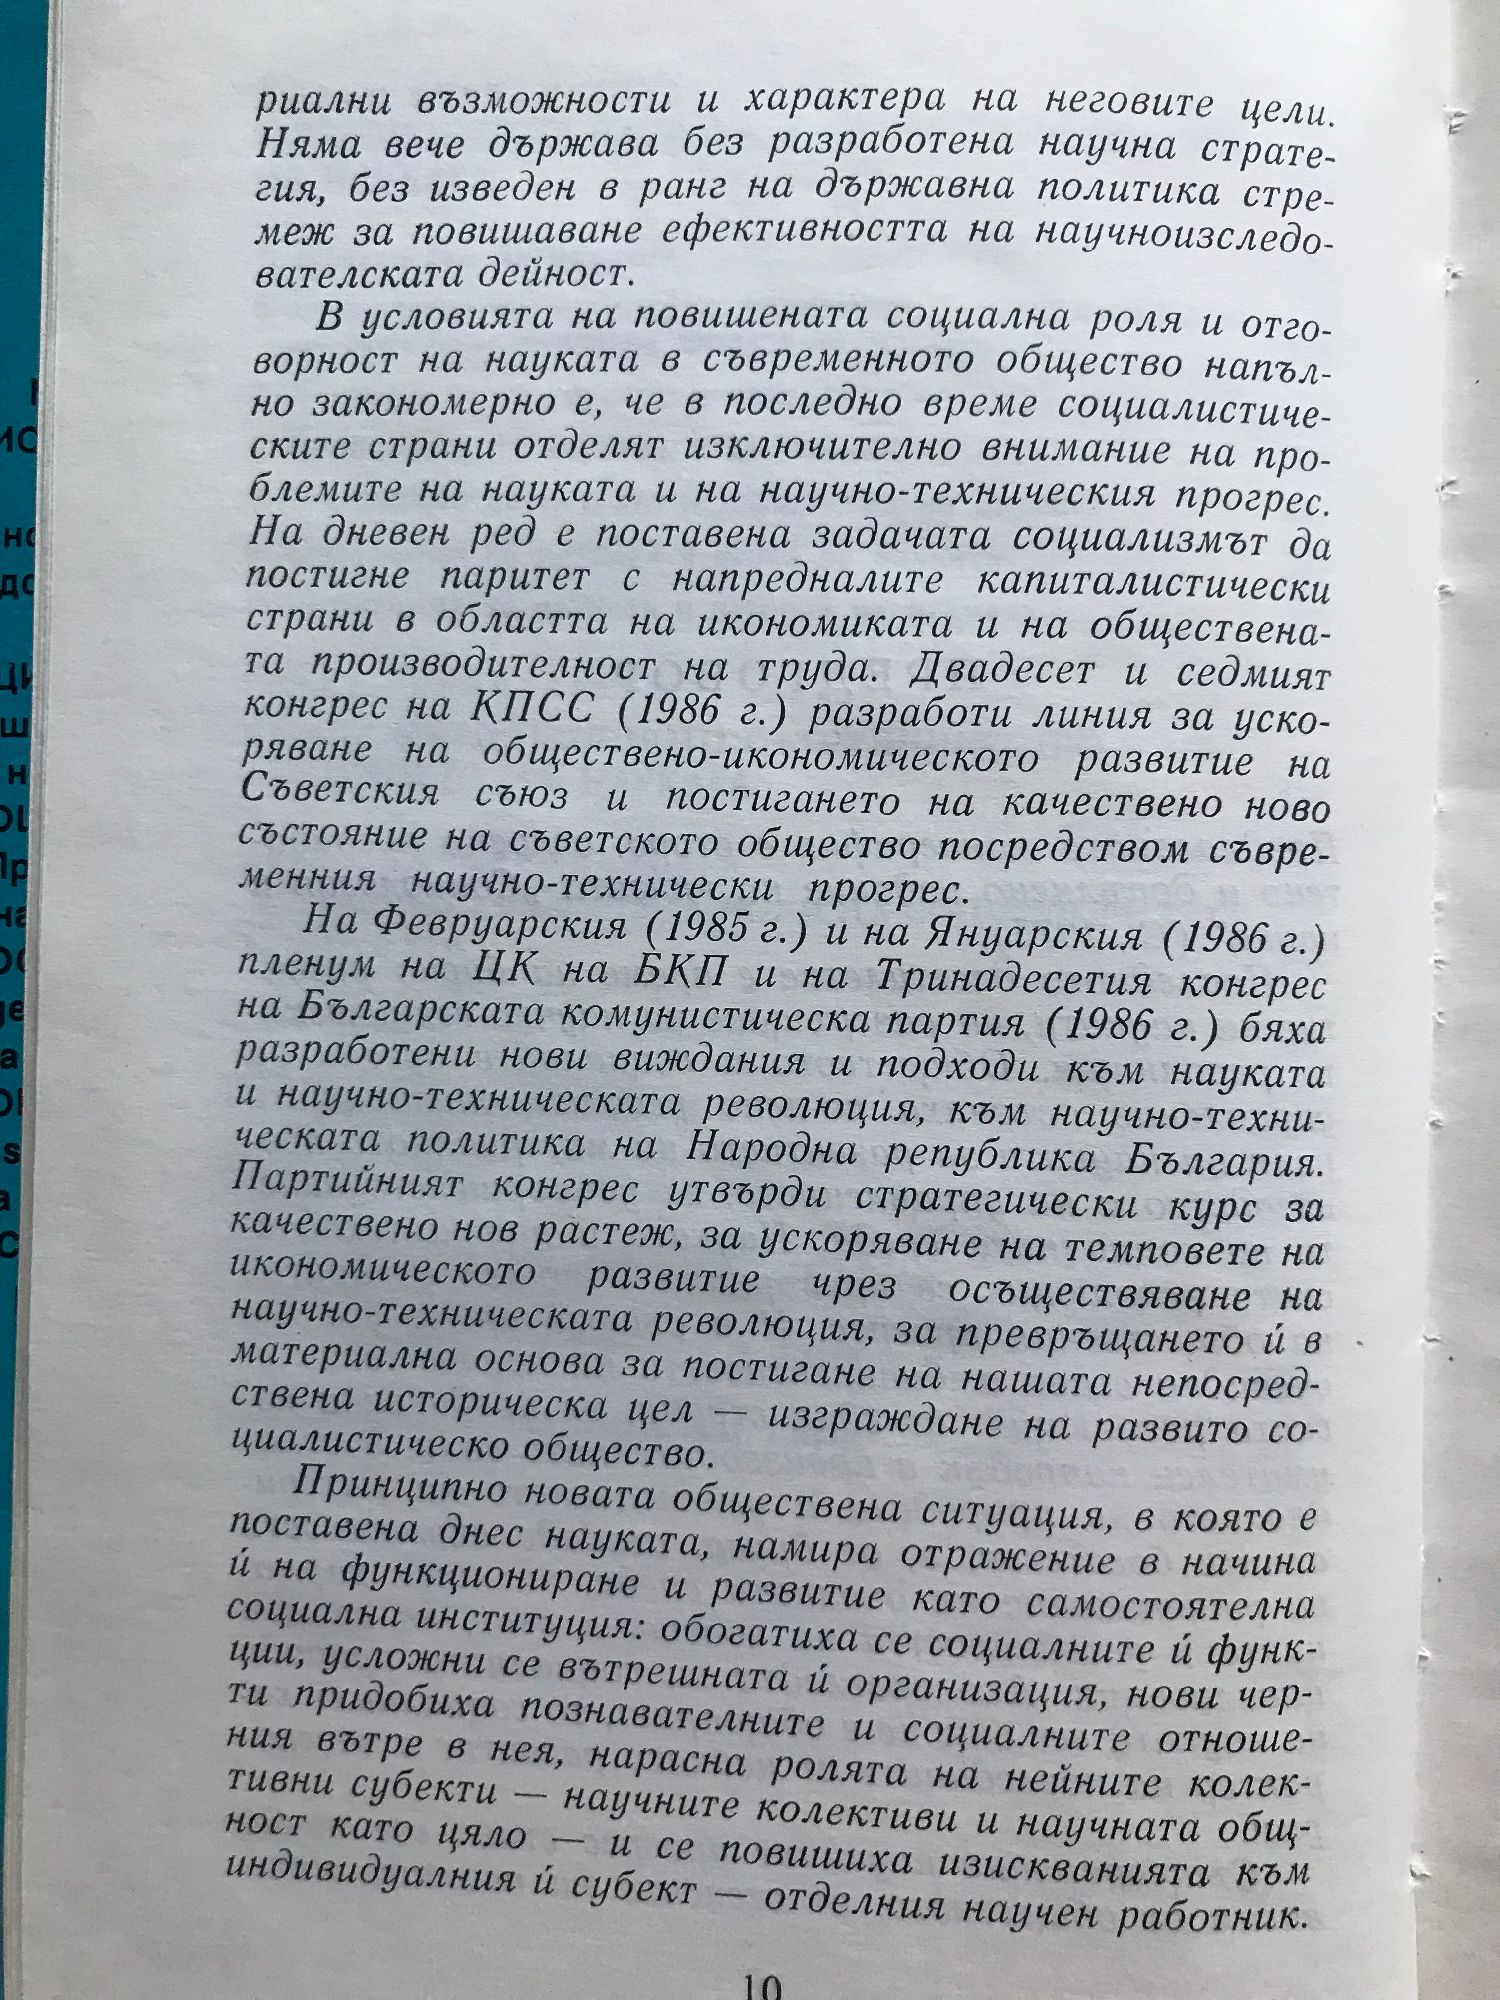 риални възможности и характера на неговите цели.
Няма вече държава без разработена научна страте-
гия, без изведен в ранг на държавна политика стре-
меж за повишаване ефективността на научноизследо-
вателската дейност.
В условията на повишената социална роля и отго-
ворност на науката в съвременното общество напъл-
но закономерно е, че в последно време социалистиче-
ските страни отделят изключително внимание на про-
блемите на науката и на научно-техническия прогрес.
На дневен ред е поставена задачата социализмът да
постигне паритет с напредналите капиталистически
страни в областта на икономиката и на обществена-
та производителност на труда. Двадесет и седмият
конгрес на КПСС (1986 г.) разработи линия за уско-
ряване на обществено-икономическото развитие на
Съветския съюз и постигането на качествено ново
състояние на съветското общество посредством съвре-
менния научно-технически прогрес.
На Февруарския (1985 г.) и на Януарския (1986 г.)
пленум на ЦК на БКП и на Тринадесетия конгрес
на Българската комунистическа партия (1986 г.) бяха
разработени нови виждания и подходи към науката
и научно-техническата революция, към научно-техни-
ческата политика на Народна република България.
Партийният конгрес утвърди стратегически курс за
качествено нов растеж, за ускоряване на темповете на
икономическото развитие чрез осъществяване на
научно-техническата революция, за превръщането ѝ в
материална основа за постигане на нашата непосред-
ствена историческа цел — изграждане на развито со-
циалистическо общество.
Принципно новата обществена ситуация, в която е
поставена днес науката, намира отражение в начина
ѝ на функциониране и развитие като самостоятелна
социална институция: обогатиха се социалните ѝ функ-
ции, усложни се вътрешната ѝ организация, нови чер-
ти придобиха познавателните и социалните отноше-
ния вътре в нея, нарасна ролята на нейните колек-
тивни субекти — научните колективи и научната общ-
ност като цяло — и се повишиха изискванията към
индивидуалния ѝ субект — отделния научен работник.
10